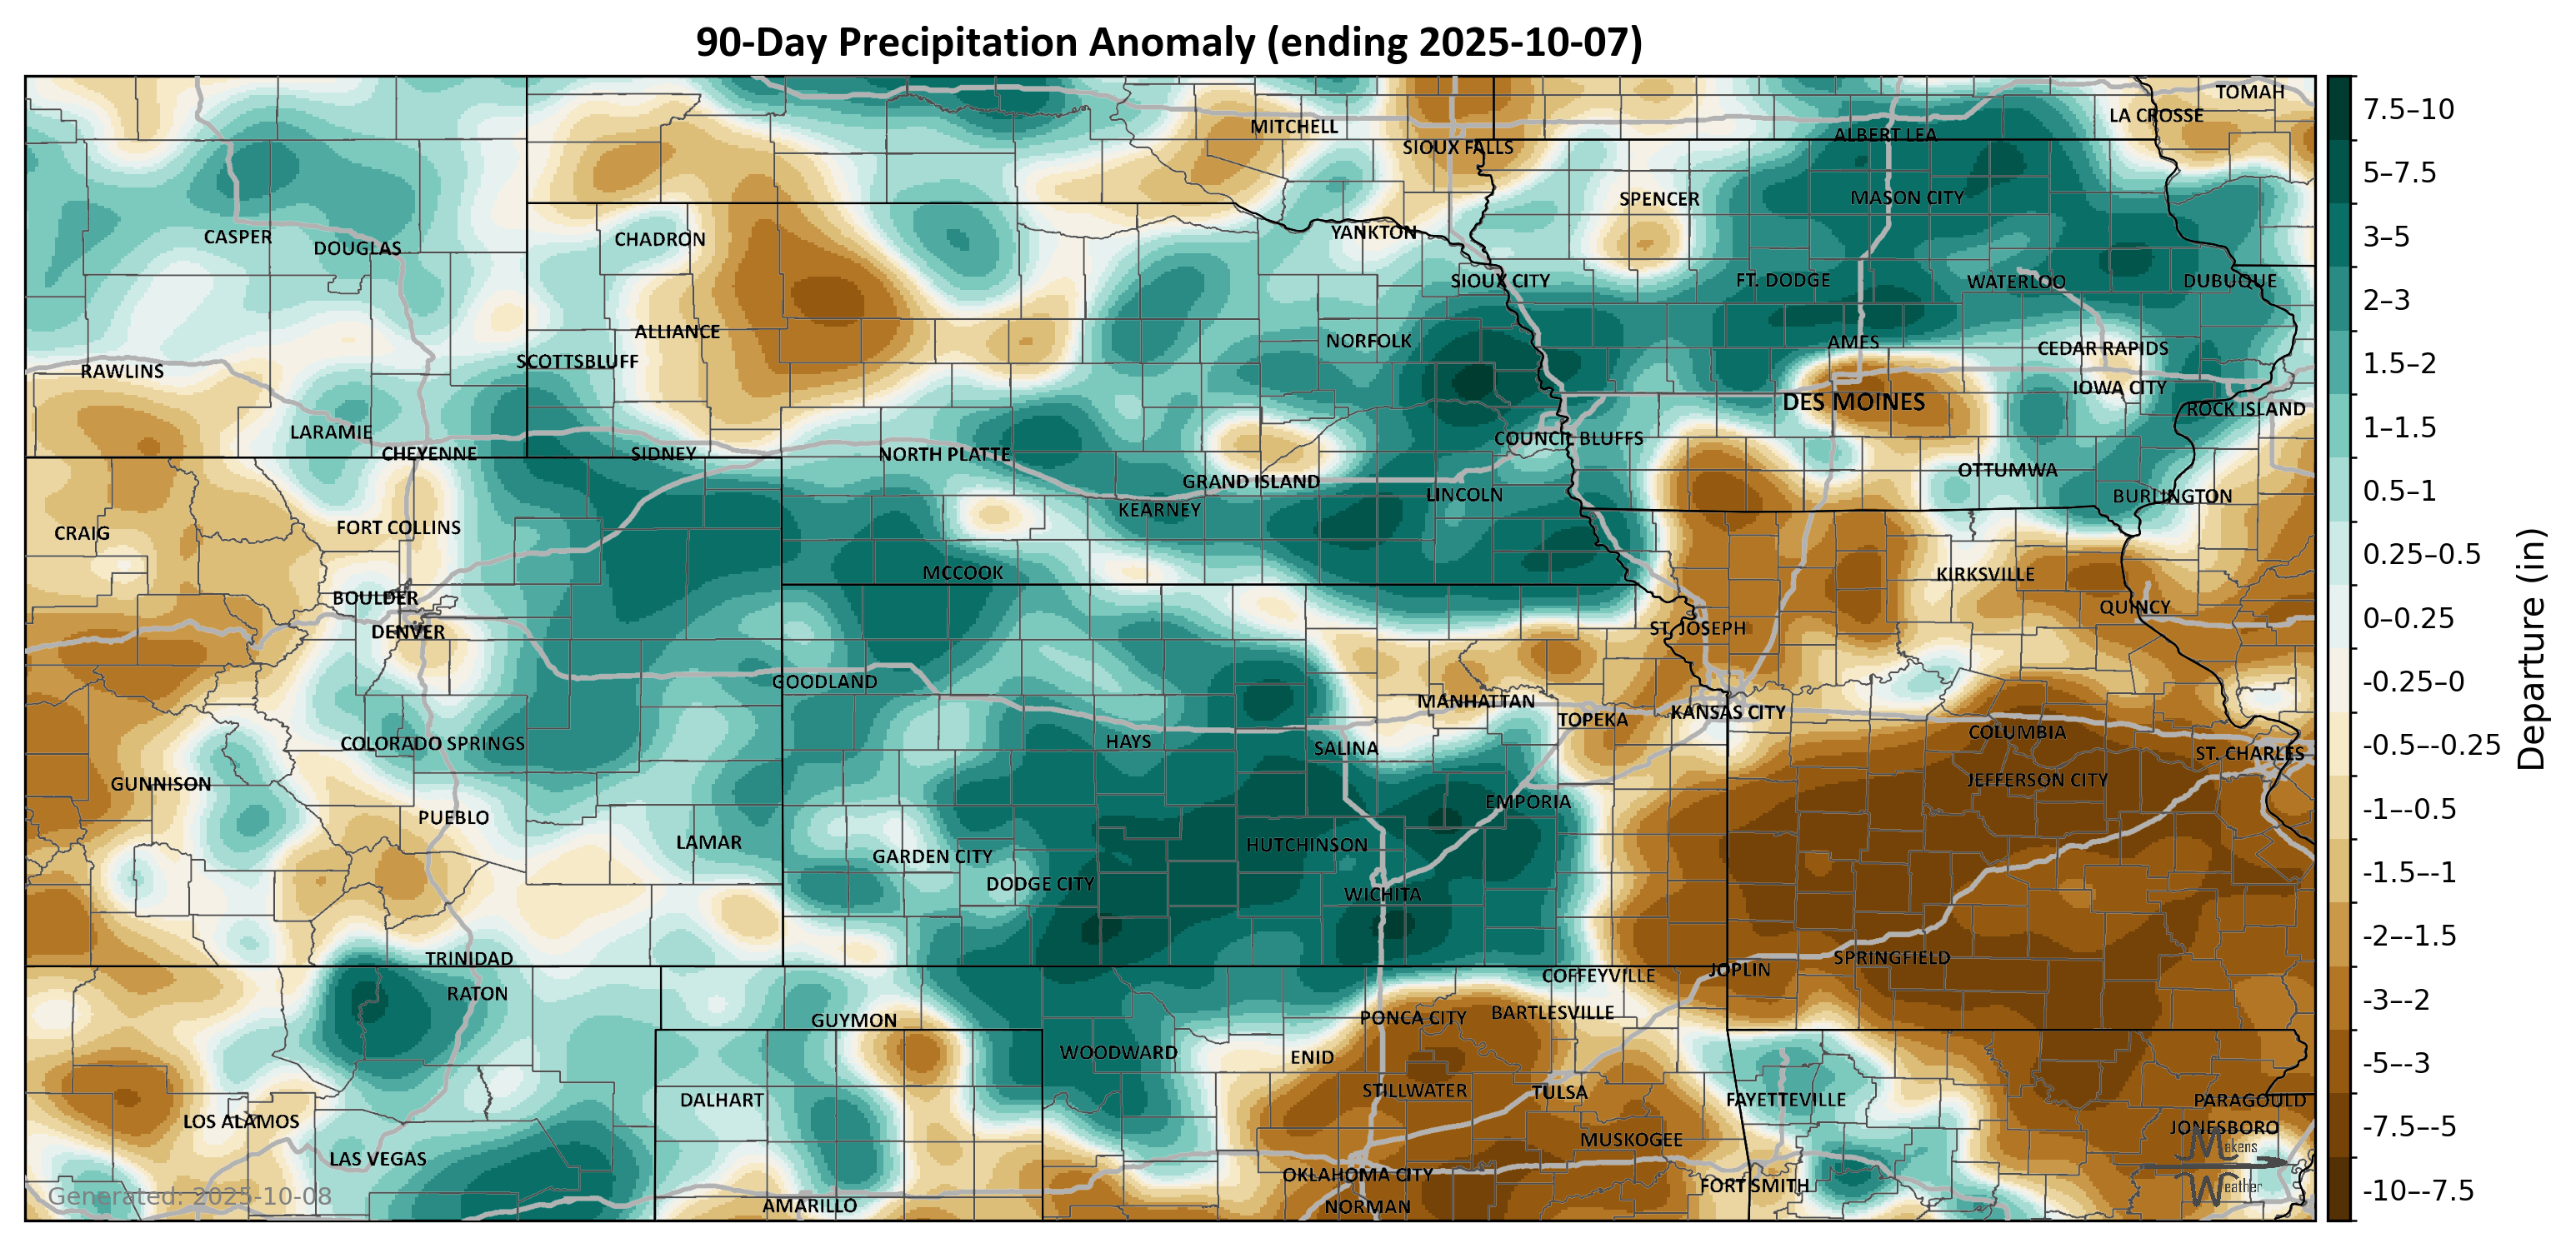 90-Day Precipitation Anomaly (ending 2025-10-07)
TOMAH
LA CROSSE
MITCHELL
ALBERT LEA
SIOUX FALLS
SPENCER
MASON CITY
YANKTON
CASPER
CHADRON
DOUGLAS
SIOUX CITY
FT. DODGE
WATERLOO
DUBUQUE
ALLIANCE
NORFOLK
AMES
CEDAR RAPIDS
SCOTTSBLUFF
RAWLINS
IOWA CITY
DES MOINES
ROCK ISLAND
LARAMIE
COUNCIL BLUFFS
CHEYENNE
SIDNEY
NORTH PLATTE
OTTUMWA
GRAND ISLAND
LINCOLN
BURLINGTON
KEARNEY
FORT COLLINS
CRAIG
MCCOOK
KIRKSVILLE
BOULDER
QUINCY
DENVER
ST. JOSEPH
GOODLAND
MANHATTAN
KANSAS CITY
TOPEKA
COLUMBIA
HAYS
COLORADO SPRINGS
SALINA
ST. CHARLES
GUNNISON
JEFFERSON CITY
EMPORIA
PUEBLO
LAMAR
HUTCHINSON
GARDEN CITY
DODGE CITY
WICHITA
TRINIDAD
SPRINGFIELD
JOPLIN
COFFEYVILLE
RATON
BARTLESVILLE
PONCA CITY
GUYMON
WOODWARD
ENID
STILLWATER
TULSA
DALHART
FAYETTEVILLE
PARAGOULD
LOS ALAMOS
JONESBORO
MUSKOGEE
LAS VEGAS
OKLAHOMA CITY
FORT SMITH
AMARILLO
NORMAN
Generated: 2025-10-08
Makens
Weather
7.5–10
5–7.5
3–5
2–3
1.5–2
1–1.5
0.5–1
0.25–0.5
0–0.25
-0.25–0
-0.5–-0.25
-1–-0.5
-1.5–-1
-2–-1.5
-3–-2
-5–-3
-7.5–-5
-10–-7.5
Departure (in)